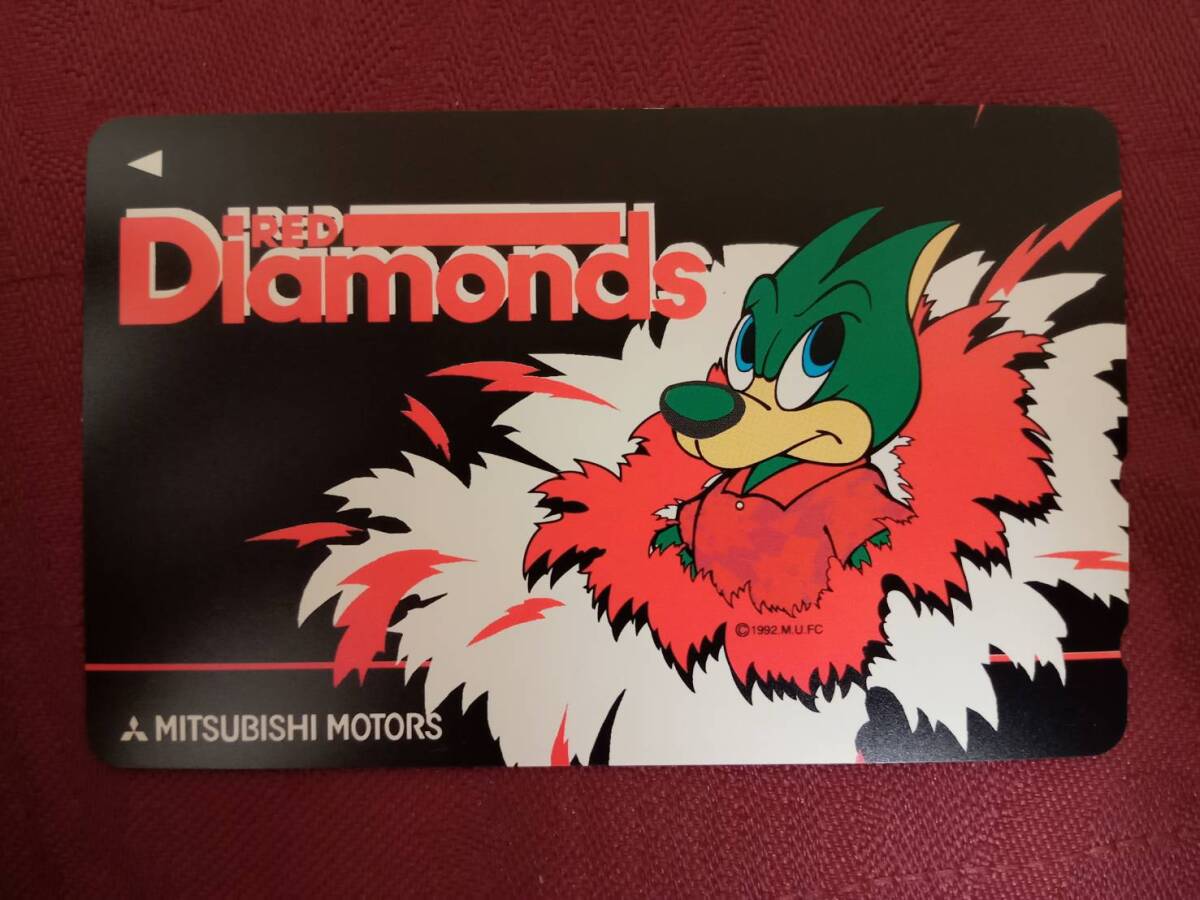 RED
Diamonds
©1992.M.U.FC
MITSUBISHI MOTORS